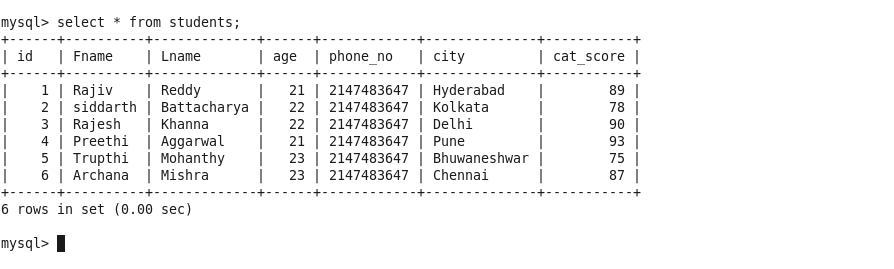 mysql> select * from students;
+------+----------+-------------+------+------------+--------------+-----------+
| id   | Fname    | Lname       | age  | phone_no   | city         | cat_score |
+------+----------+-------------+------+------------+--------------+-----------+
|    1 | Rajiv    | Reddy       |   21 | 2147483647 | Hyderabad    |        89 |
|    2 | siddarth | Battacharya |   22 | 2147483647 | Kolkata      |        78 |
|    3 | Rajesh   | Khanna      |   22 | 2147483647 | Delhi        |        90 |
|    4 | Preethi  | Aggarwal    |   21 | 2147483647 | Pune         |        93 |
|    5 | Trupthi  | Mohanthy    |   23 | 2147483647 | Bhuwaneshwar |        75 |
|    6 | Archana  | Mishra      |   23 | 2147483647 | Chennai      |        87 |
+------+----------+-------------+------+------------+--------------+-----------+
6 rows in set (0.00 sec)
mysql>